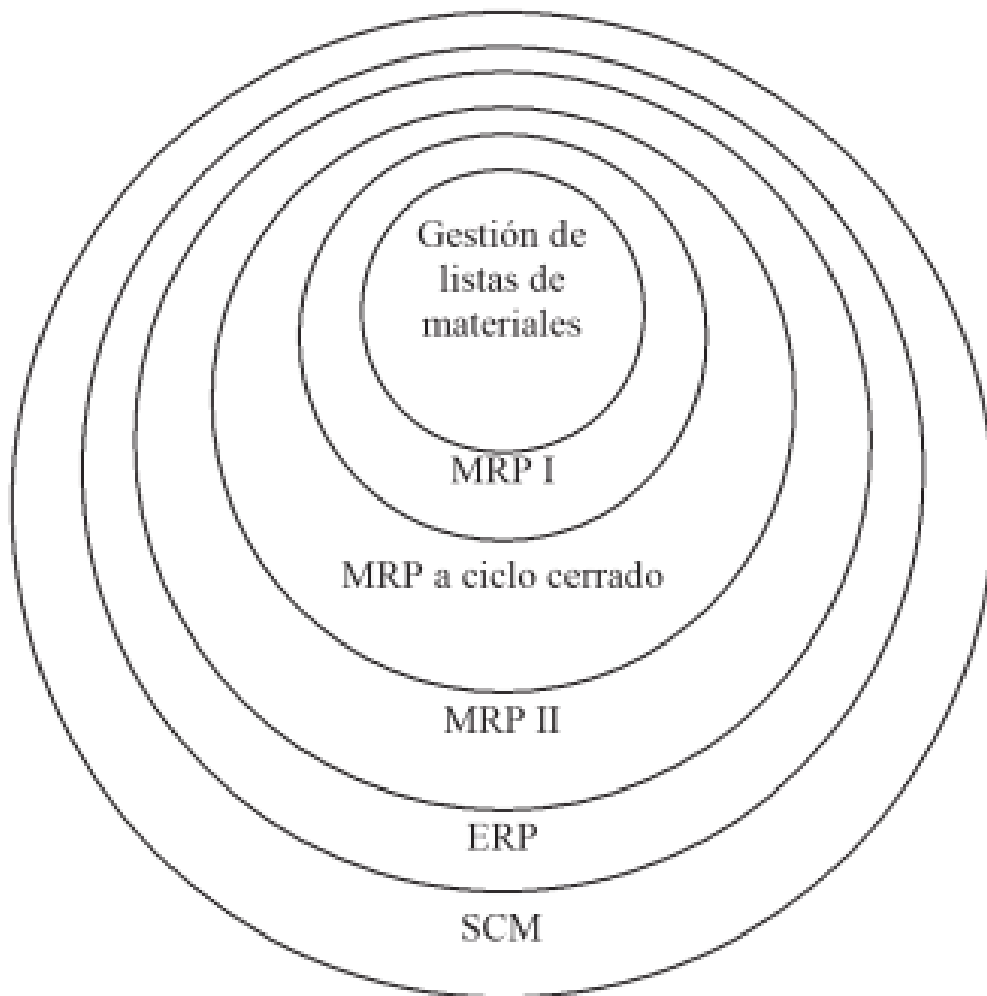 Gestión de
listas de
materiales
MRP I
MRP a ciclo cerrado
MRP II
ERP
SCM